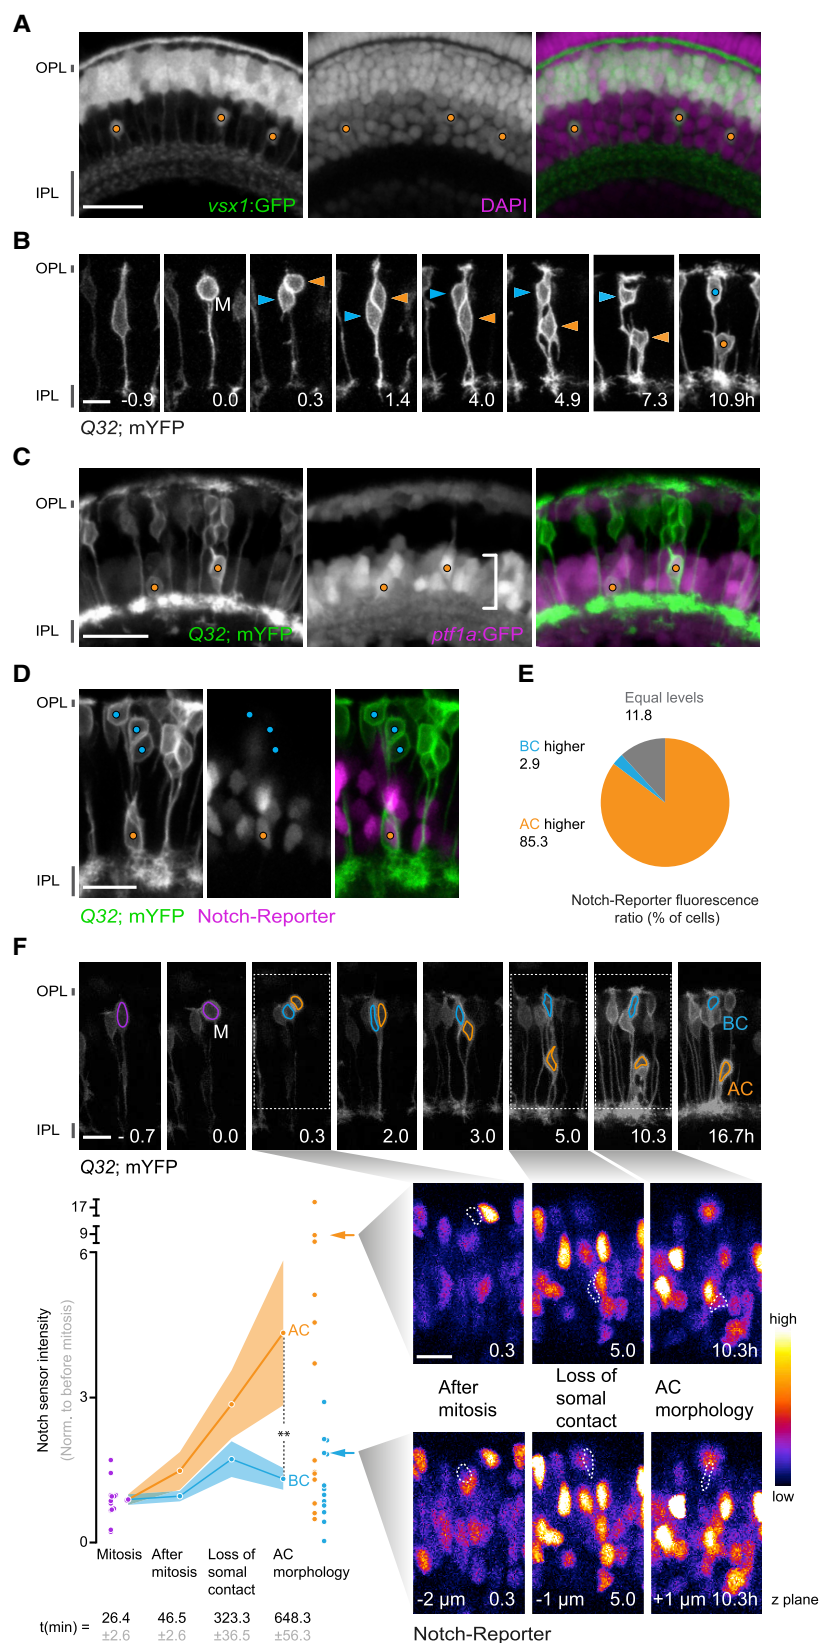 A
OPL
IPL
vsx1:GFP
DAPI
B
OPL
M
IPL
-0.9
0.0
0.3
1.4
4.0
4.9
7.3
10.9h
Q32; mYFP
C
OPL
IPL
Q32; mYFP
ptf1a:GFP
D
OPL
IPL
Q32; mYFP Notch-Reporter
E
Equal levels
11.8
BC higher
2.9
AC higher
85.3
Notch-Reporter fluorescence
ratio (% of cells)
F
OPL
M
BC
AC
IPL
- 0.7
0.0
0.3
2.0
3.0
5.0
10.3
16.7h
Q32; mYFP
17
9
6
3
0
Notch sensor intensity
(Norm. to before mitosis)
AC
**
BC
Mitosis
After
mitosis
Loss of
somal
contact
AC
morphology
t(min) =
26.4
46.5
323.3
648.3
±2.6
±2.6
±36.5
±56.3
0.3
5.0
10.3h
After
mitosis
Loss of
somal
contact
AC
morphology
high
low
-2 µm
0.3
-1 µm
5.0
+1 µm
10.3h
z plane
Notch-Reporter